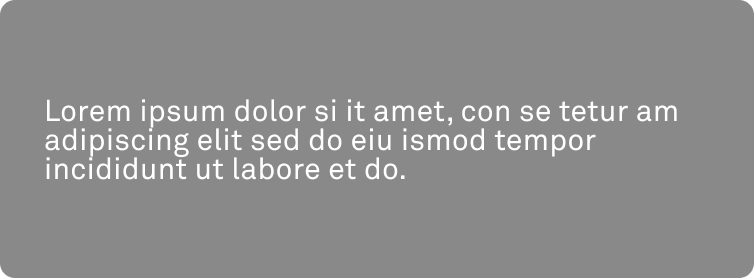 Lorem ipsum dolor si it amet, con se tetur am
adipiscing elit sed do eiu ismod tempor
incididunt ut labore et do.